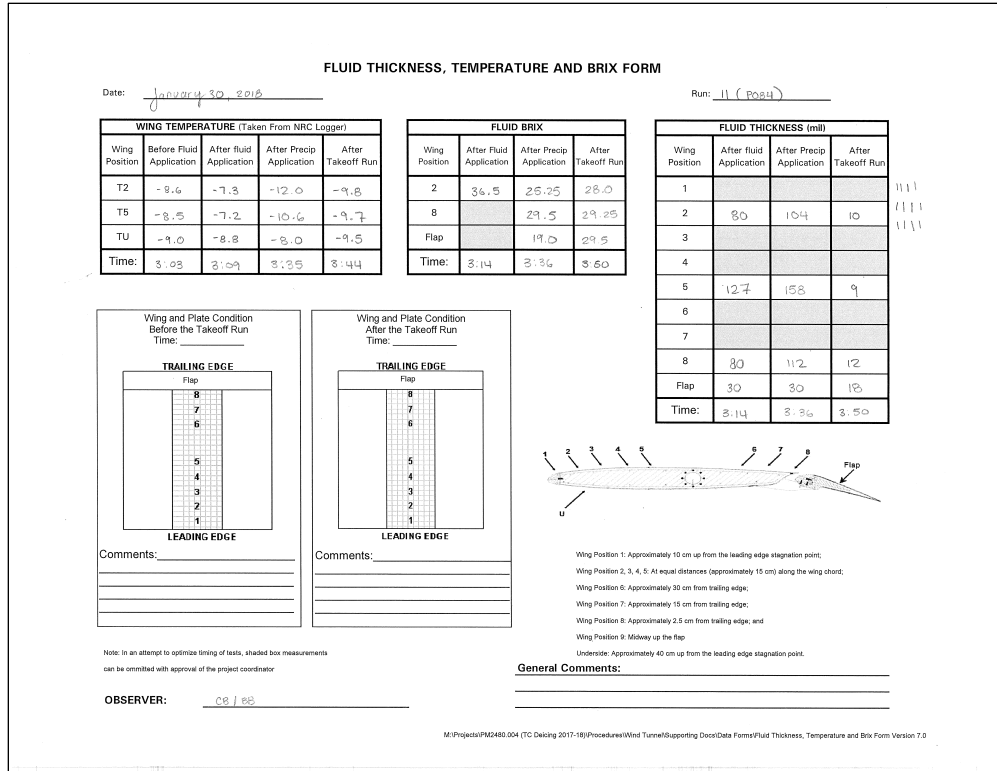 FLUID THICKNESS, TEMPERATURE AND BRIX FORM
Date: January 30, 2018
Run: 11 (P084)
WING TEMPERATURE (Taken From NRC Logger)
Wing Position | Before Fluid Application | After fluid Application | After Precip Application | After Takeoff Run
T2 | -8.6 | -7.3 | -12.0 | -9.8
T5 | -8.5 | -7.2 | -10.6 | -9.7
TU | -9.0 | -8.8 | -8.0 | -9.5
Time: | 3:03 | 3:09 | 3:35 | 3:44
FLUID BRIX
Wing Position | After Fluid Application | After Precip Application | After Takeoff Run
2 | 36.5 | 25.25 | 28.0
8 | 29.5 | 29.25
Flap | 19.0 | 29.5
Time: | 3:14 | 3:36 | 3:50
FLUID THICKNESS (mil)
Wing Position | After fluid Application | After Precip Application | After Takeoff Run
1
2 | 80 | 104 | 10
3
4
5 | 127 | 158 | 9
6
7
8 | 80 | 112 | 12
Flap | 30 | 30 | 18
Time: | 3:14 | 3:36 | 3:50
1111
1111
1111
Wing and Plate Condition
Before the Takeoff Run
Time:
TRAILING EDGE
Flap
8
7
6
5
4
3
2
1
LEADING EDGE
Comments:
Wing and Plate Condition
After the Takeoff Run
Time:
TRAILING EDGE
Flap
8
7
6
5
4
3
2
1
LEADING EDGE
Comments:
1 2 3 4 5 6 7 8
Flap
U
Wing Position 1: Approximately 10 cm up from the leading edge stagnation point;
Wing Position 2, 3, 4, 5: At equal distances (approximately 15 cm) along the wing chord;
Wing Position 6: Approximately 30 cm from trailing edge;
Wing Position 7: Approximately 15 cm from trailing edge;
Wing Position 8: Approximately 2.5 cm from trailing edge; and
Wing Position 9: Midway up the flap
Underside: Approximately 40 cm up from the leading edge stagnation point.
Note: In an attempt to optimize timing of tests, shaded box measurements
can be ommitted with approval of the project coordinator
General Comments:
OBSERVER: CB / BB
M:\Projects\PM2480.004 (TC Deicing 2017-18)\Procedures\Wind Tunnel\Supporting Docs\Data Forms\Fluid Thickness, Temperature and Brix Form Version 7.0